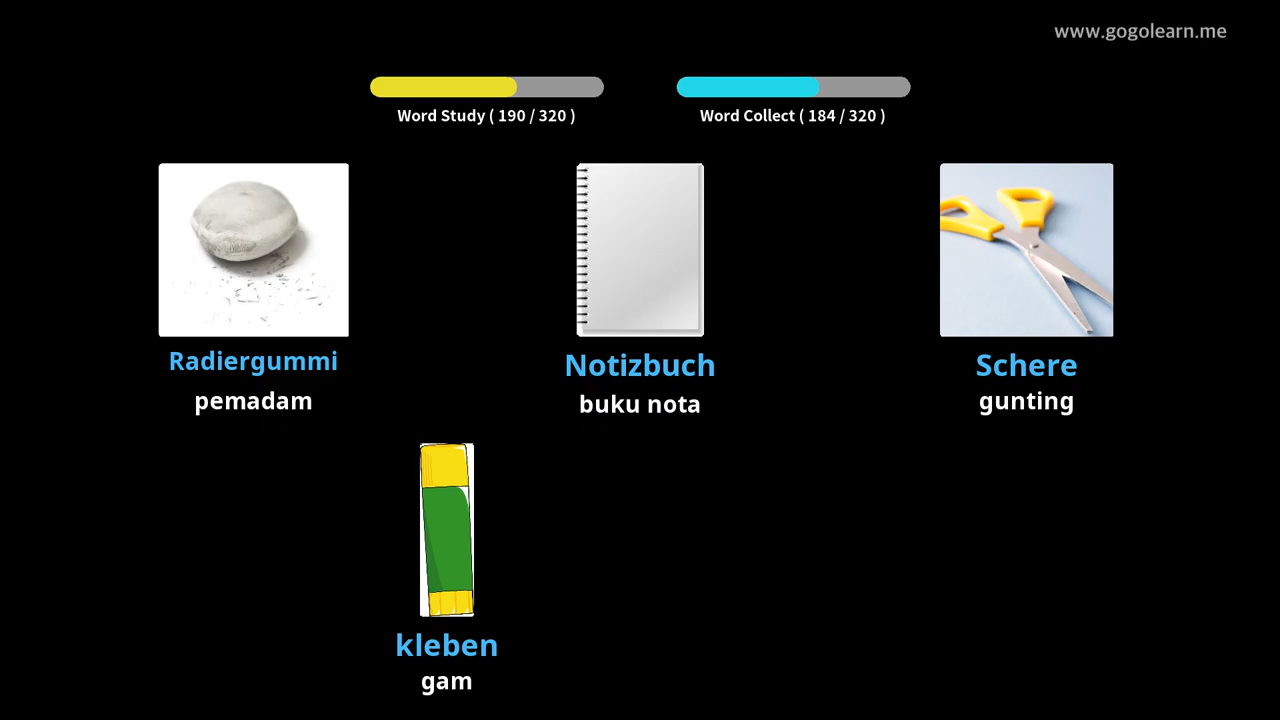 www.gogolearn.me
Word Study ( 190 / 320 )
Word Collect ( 184 / 320 )
Radiergummi
pemadam
Notizbuch
buku nota
Schere
gunting
kleben
gam